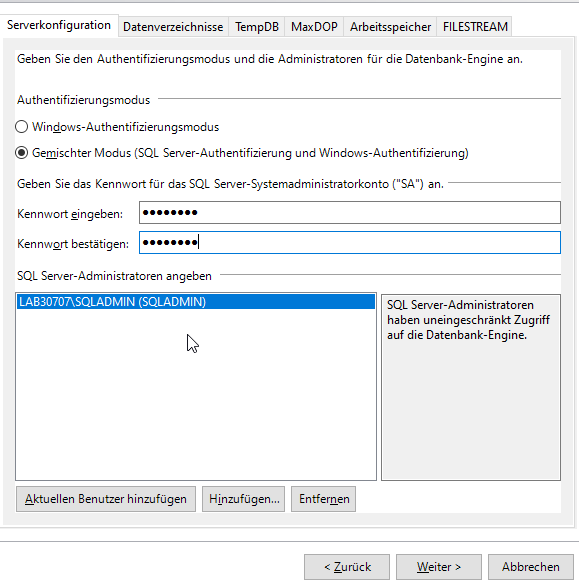 Serverkonfiguration Datenverzeichnisse TempDB MaxDOP Arbeitsspeicher FILESTREAM
Geben Sie den Authentifizierungsmodus und die Administratoren für die Datenbank-Engine an.
Authentifizierungsmodus
Windows-Authentifizierungsmodus
Gemischter Modus (SQL Server-Authentifizierung und Windows-Authentifizierung)
Geben Sie das Kennwort für das SQL Server-Systemadministratorkonto ("SA") an.
Kennwort eingeben: ●●●●●●●●
Kennwort bestätigen: ●●●●●●●●
SQL Server-Administratoren angeben
LAB30707\SQLADMIN (SQLADMIN)
SQL Server-Administratoren
haben uneingeschränkt Zugriff
auf die Datenbank-Engine.
Aktuellen Benutzer hinzufügen Hinzufügen... Entfernen
< Zurück Weiter > Abbrechen